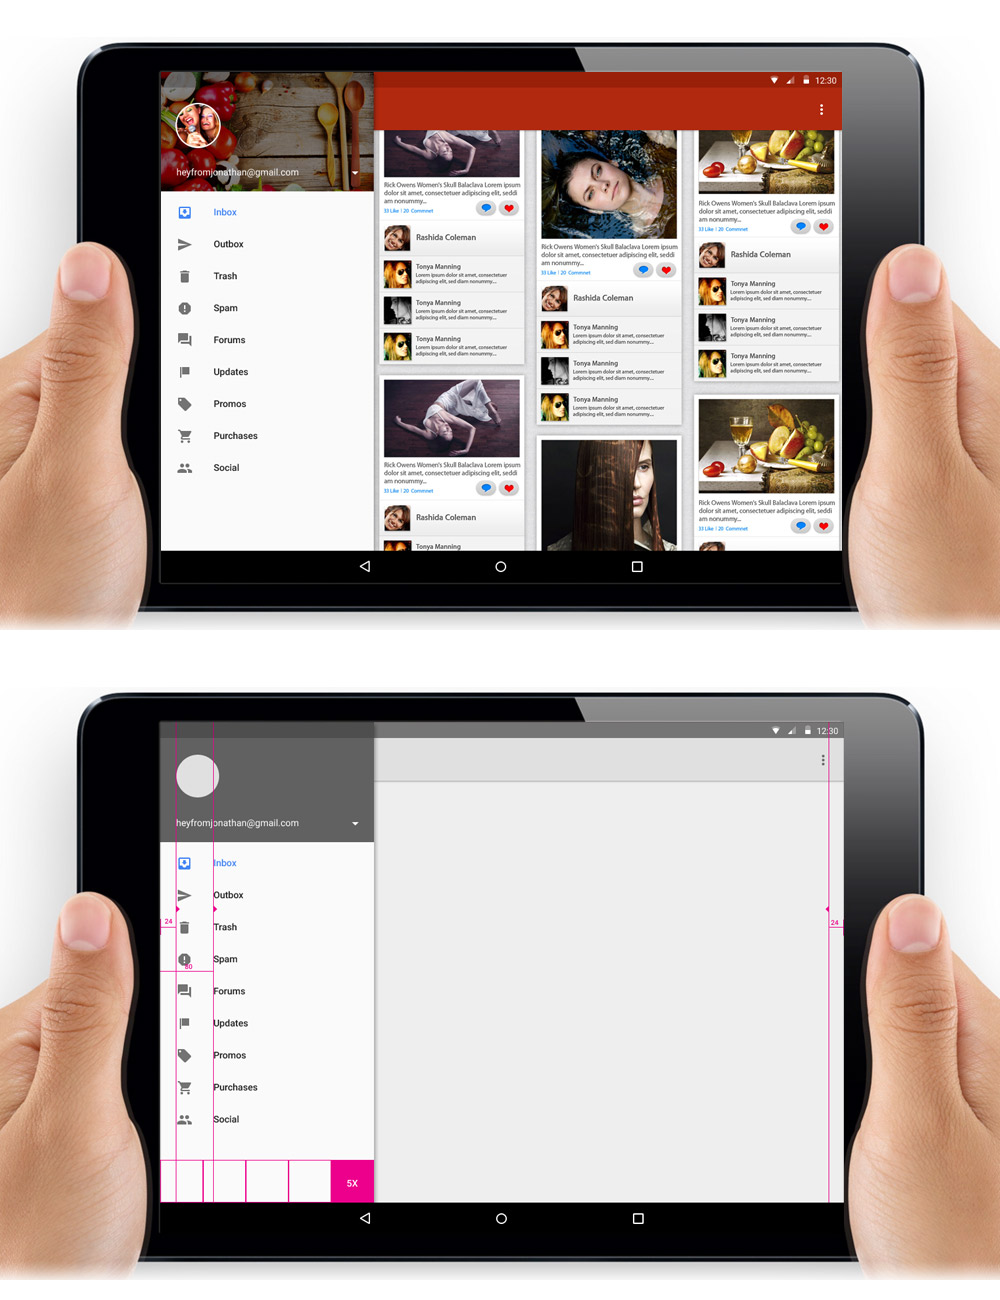 12:30
heyfromjonathan@gmail.com
Inbox
Outbox
Trash
Spam
Forums
Updates
Promos
Purchases
Social
Rick Owens Women's Skull Balaclava Lorem ipsum
dolor sit amet, consectetuer adipiscing elit, seddi
am nonummy...
33 Like / 20 Commnet
Rashida Coleman
Tonya Manning
Lorem ipsum dolor sit amet, consectetuer
adipiscing elit, sed diam nonummy...
Tonya Manning
Lorem ipsum dolor sit amet, consectetuer
adipiscing elit, sed diam nonummy...
Tonya Manning
Lorem ipsum dolor sit amet, consectetuer
adipiscing elit, sed diam nonummy...
Rick Owens Women's Skull Balaclava Lorem ipsum
dolor sit amet, consectetuer adipiscing elit, seddi
am nonummy...
33 Like / 20 Commnet
Rashida Coleman
Tonya Manning
Rick Owens Women's Skull Balaclava Lorem ipsum
dolor sit amet, consectetuer adipiscing elit, seddi
am nonummy...
33 Like / 20 Commnet
Rashida Coleman
Tonya Manning
Lorem ipsum dolor sit amet, consectetuer
adipiscing elit, sed diam nonummy...
Tonya Manning
Lorem ipsum dolor sit amet, consectetuer
adipiscing elit, sed diam nonummy...
Tonya Manning
Lorem ipsum dolor sit amet, consectetuer
adipiscing elit, sed diam nonummy...
Rick Owens Women's Skull Balaclava Lorem ipsum
dolor sit amet, consectetuer adipiscing elit, seddi
am nonummy...
33 Like / 20 Commnet
Rashida Coleman
Tonya Manning
Lorem ipsum dolor sit amet, consectetuer
adipiscing elit, sed diam nonummy...
Tonya Manning
Lorem ipsum dolor sit amet, consectetuer
adipiscing elit, sed diam nonummy...
Tonya Manning
Lorem ipsum dolor sit amet, consectetuer
adipiscing elit, sed diam nonummy...
Rick Owens Women's Skull Balaclava Lorem ipsum
dolor sit amet, consectetuer adipiscing elit, seddi
am nonummy...
33 Like / 20 Commnet
12:30
heyfromjonathan@gmail.com
Inbox
Outbox
24
Trash
24
Spam
80
Forums
Updates
Promos
Purchases
Social
5X